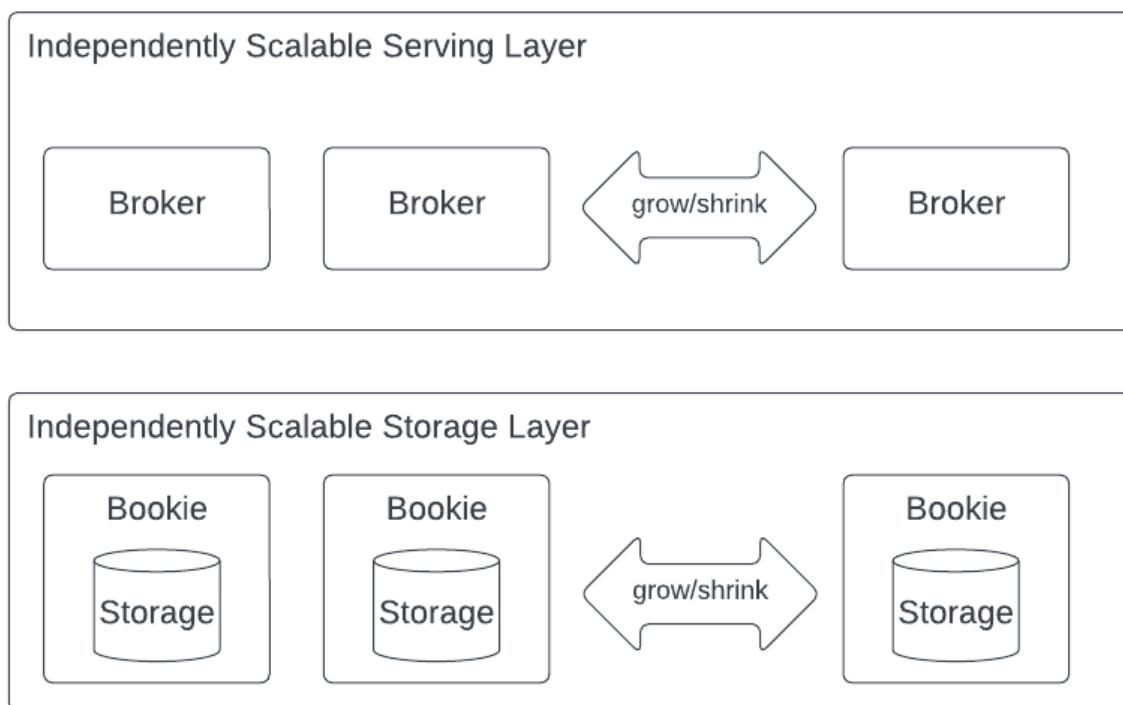 Independently Scalable Serving Layer
Broker
Broker
grow/shrink
Broker
Independently Scalable Storage Layer
Bookie
Bookie
Bookie
Storage
Storage
grow/shrink
Storage